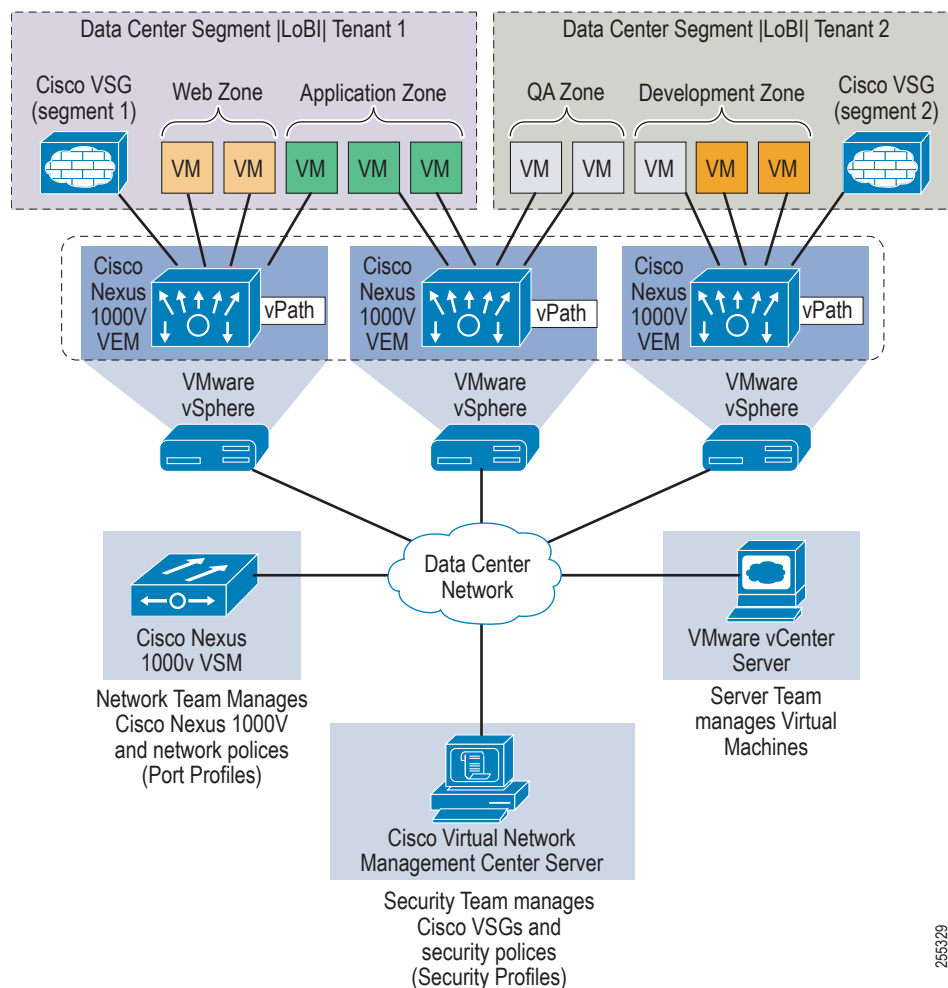 Data Center Segment |LoBI| Tenant 1
Data Center Segment |LoBI| Tenant 2
Cisco VSG
(segment 1)
Web Zone
Application Zone
QA Zone
Development Zone
Cisco VSG
(segment 2)
VM
VM
VM
VM
VM
VM
VM
VM
VM
VM
Cisco
Nexus
1000V
VEM
vPath
Cisco
Nexus
1000V
VEM
vPath
Cisco
Nexus
1000V
VEM
vPath
VMware
vSphere
VMware
vSphere
VMware
vSphere
Data Center
Network
Cisco Nexus
1000v VSM
Network Team Manages
Cisco Nexus 1000V
and network polices
(Port Profiles)
VMware vCenter
Server
Server Team
manages Virtual
Machines
Cisco Virtual Network
Management Center Server
Security Team manages
Cisco VSGs and
security polices
(Security Profiles)
255329